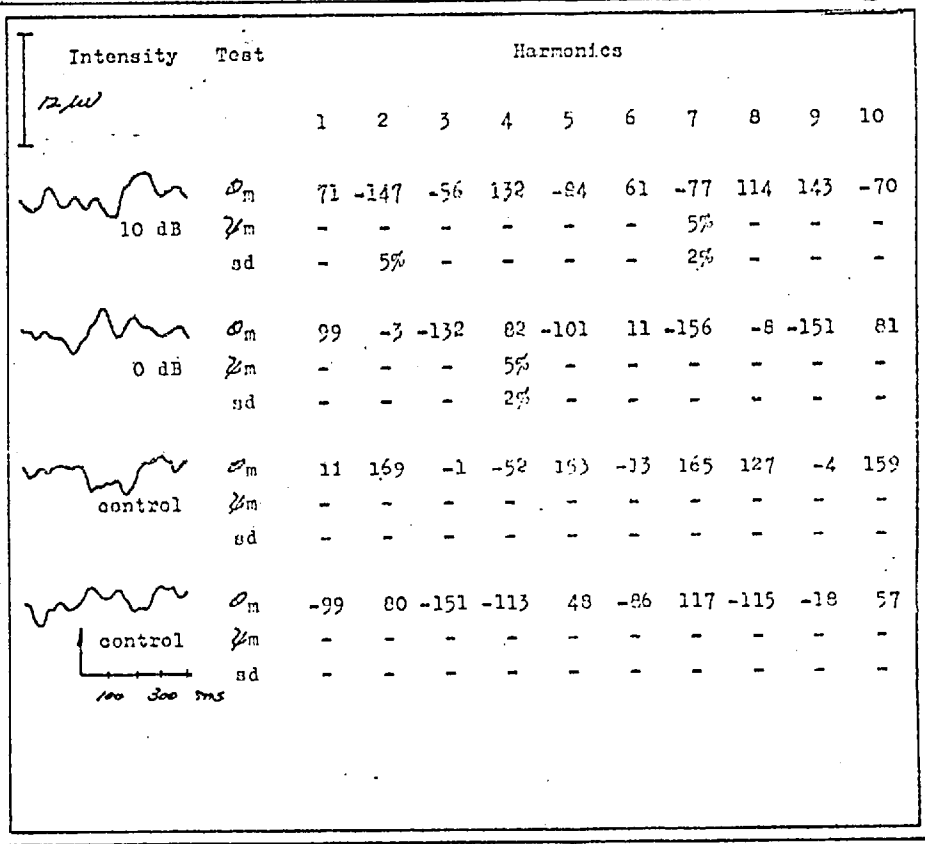 Intensity Test Harmonics
12 μV
1 2 3 4 5 6 7 8 9 10
Øm 71 -147 -56 132 -84 61 -77 114 143 -70
10 dB γm - - - - - - 5% - - -
sd - 5% - - - - 2% - - -
Øm 99 -3 -132 82 -101 11 -156 -8 -151 81
0 dB γm - - - 5% - - - - - -
sd - - - 2% - - - - - -
Øm 11 169 -1 -52 -13 165 127 -4 159
control γm - - - - - - - - - -
sd - - - - - - - - - -
Øm -99 80 -151 -113 48 -86 117 -115 -18 57
control γm - - - - - - - - - -
sd - - - - - - - - - -
100 300 ms